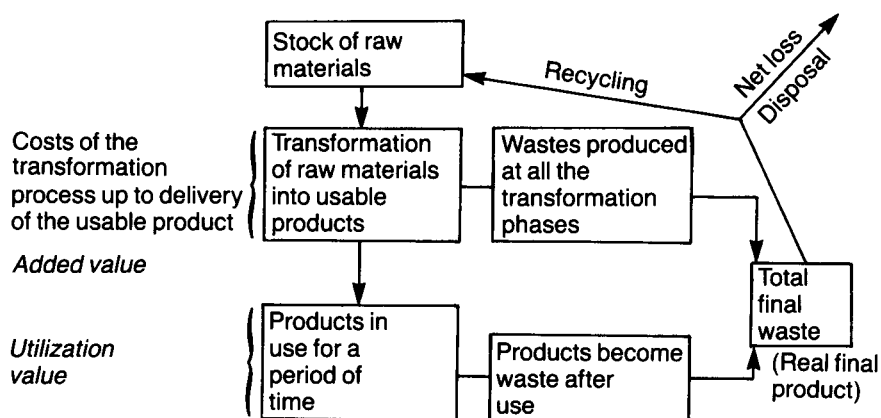 Stock of raw
materials
Recycling
Net loss
Disposal
Costs of the
transformation
process up to delivery
of the usable product
Transformation
of raw materials
into usable
products
Wastes produced
at all the
transformation
phases
Added value
Total
final
waste
(Real final
product)
Utilization
value
Products in
use for a
period of
time
Products become
waste after
use